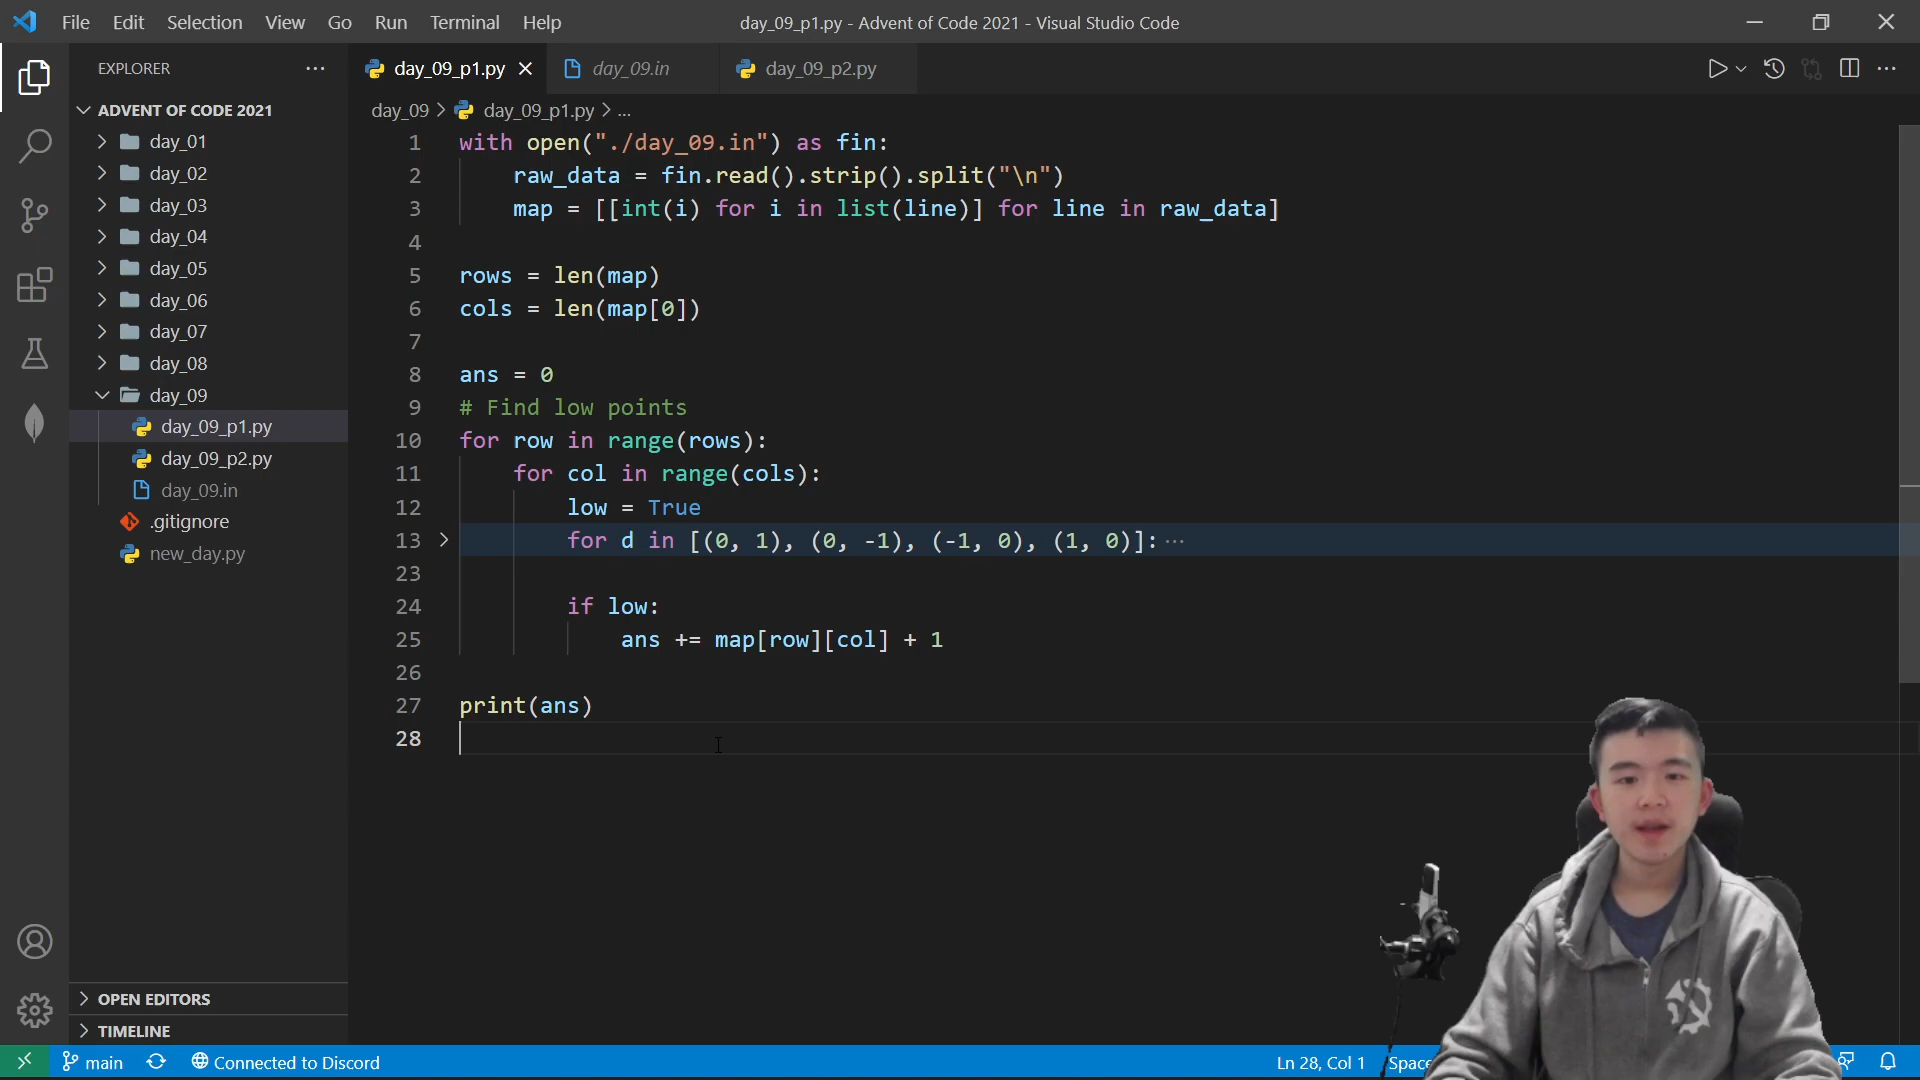 File Edit Selection View Go Run Terminal Help
day_09_p1.py - Advent of Code 2021 - Visual Studio Code
EXPLORER
day_09_p1.py
day_09.in
day_09_p2.py
ADVENT OF CODE 2021
day_01
day_02
day_03
day_04
day_05
day_06
day_07
day_08
day_09
day_09_p1.py
day_09_p2.py
day_09.in
.gitignore
new_day.py
OPEN EDITORS
TIMELINE
day_09 > day_09_p1.py > ...
1 with open("./day_09.in") as fin:
2 raw_data = fin.read().strip().split("\n")
3 map = [[int(i) for i in list(line)] for line in raw_data]
4
5 rows = len(map)
6 cols = len(map[0])
7
8 ans = 0
9 # Find low points
10 for row in range(rows):
11 for col in range(cols):
12 low = True
13 for d in [(0, 1), (0, -1), (-1, 0), (1, 0)]:
23
24 if low:
25 ans += map[row][col] + 1
26
27 print(ans)
28
main
Connected to Discord
Ln 28, Col 1